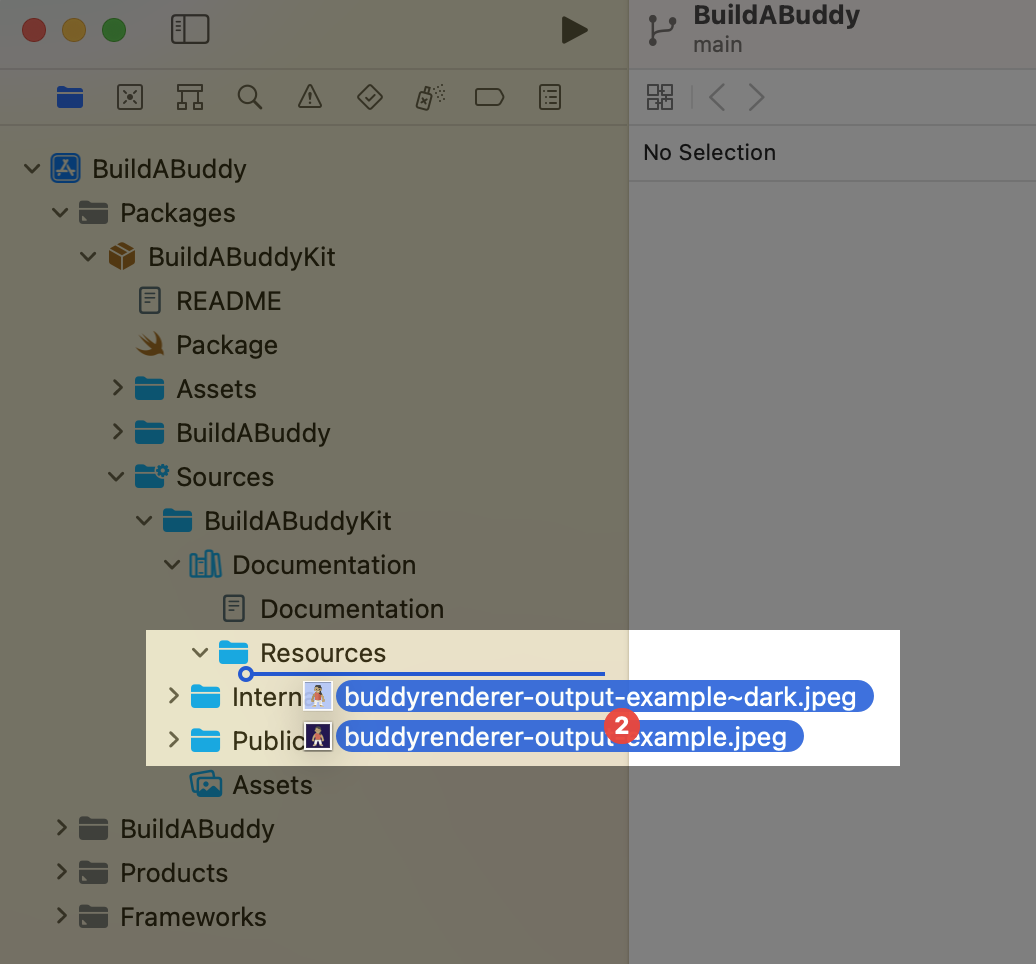 BuildABuddy
main
No Selection
BuildABuddy
Packages
BuildABuddyKit
README
Package
Assets
BuildABuddy
Sources
BuildABuddyKit
Documentation
Documentation
Resources
Intern
buddyrenderer-output-example~dark.jpeg
Public
buddyrenderer-output-example.jpeg
2
Assets
BuildABuddy
Products
Frameworks